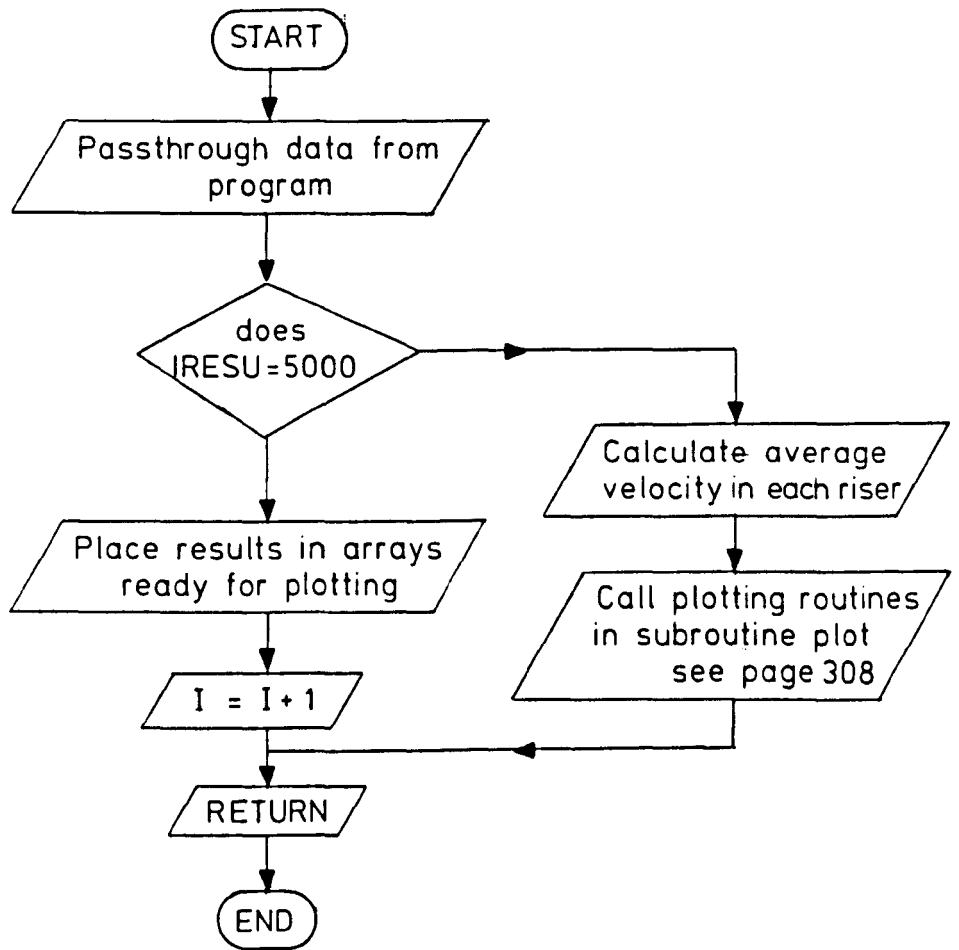 START
Passthrough data from
program
does
IRESU=5000
Calculate average
velocity in each riser
Place results in arrays
ready for plotting
Call plotting routines
in subroutine plot
see page 308
I = I+1
RETURN
END